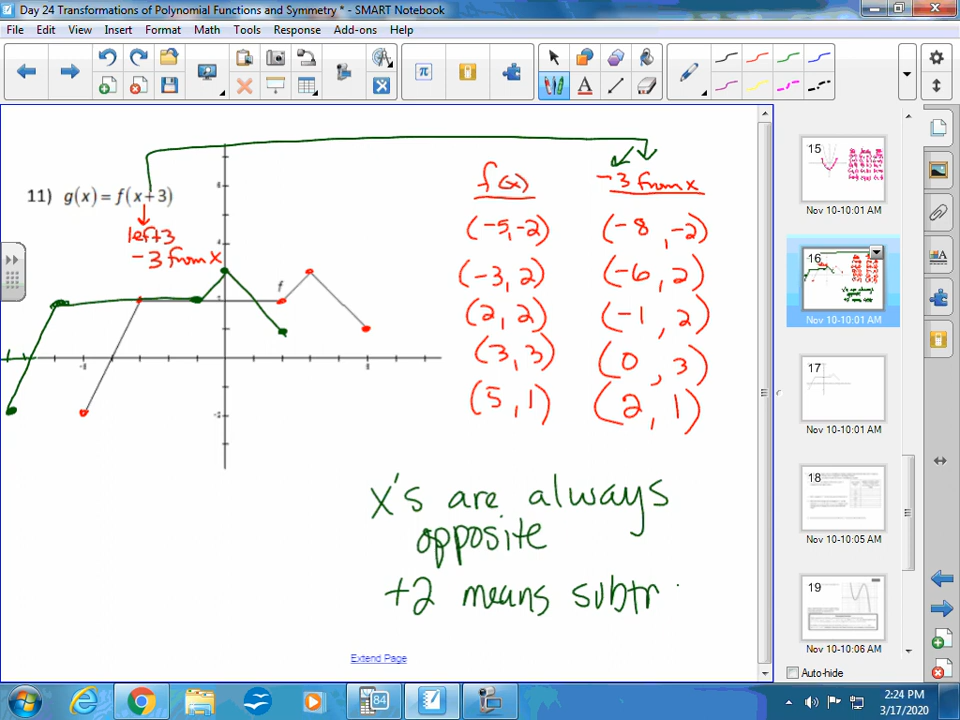 Day 24 Transformations of Polynomial Functions and Symmetry * - SMART Notebook
File Edit View Insert Format Math Tools Response Add-ons Help
11) g(x) = f(x+3)
left 3
-3 from x
f
f(x)
(-5,-2)
(-3, 2)
(2, 2)
(3, 3)
(5, 1)
-3 from x
(-8, -2)
(-6, 2)
(-1, 2)
(0, 3)
(2, 1)
x's are always
opposite
+2 means subtr
Extend Page
15
Nov 10-10:01 AM
16
Nov 10-10:01 AM
17
Nov 10-10:01 AM
18
Nov 10-10:05 AM
19
Nov 10-10:06 AM
Auto-hide
84
2:24 PM
3/17/2020